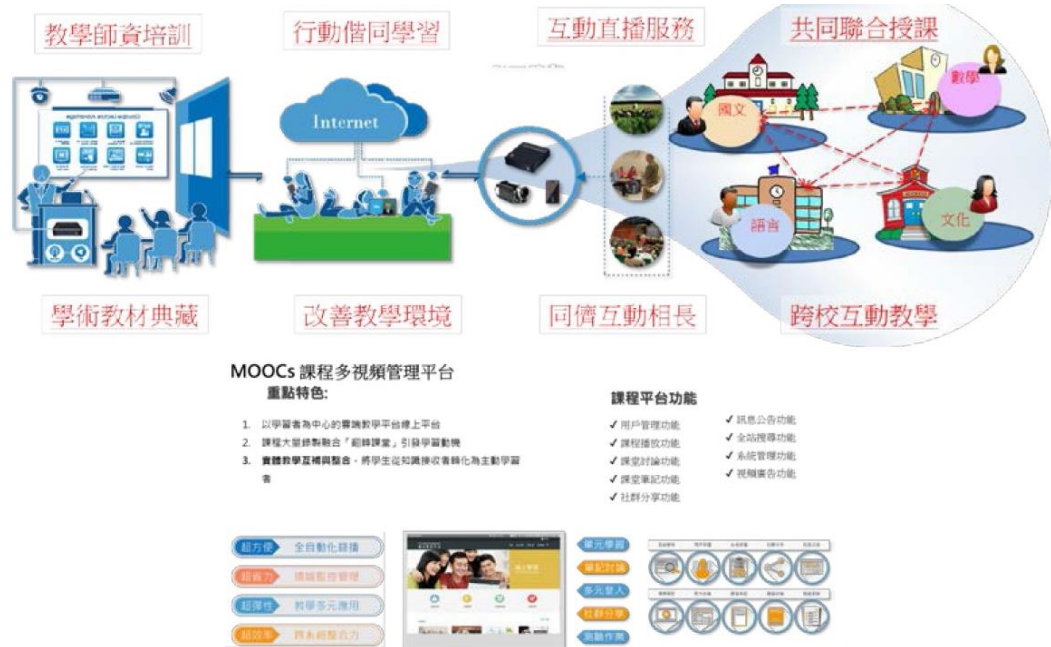 教學師資培訓
行動偕同學習
互動直播服務
共同聯合授課
Internet
國文
數學
語言
文化
學術教材典藏
改善教學環境
同儕互動相長
跨校互動教學
MOOCs 課程多視頻管理平台
重點特色:
1. 以學習者為中心的雲端教學平台線上平台
2. 課程大量錄製融合「翻轉課堂」引發學習動機
3. 實體教學互補與整合，將學生從知識接收者轉化為主動學習
者
課程平台功能
✓ 用戶管理功能
✓ 課程播放功能
✓ 課堂討論功能
✓ 課堂筆記功能
✓ 社群分享功能
✓ 訊息公告功能
✓ 全站搜尋功能
✓ 系統管理功能
✓ 視頻廣告功能
超方便 全自動化錄播
超省力 遠端監控管理
超彈性 教學多元應用
超效率 跨系統整合力
單元學習
筆記討論
多元登入
社群分享
測驗作業